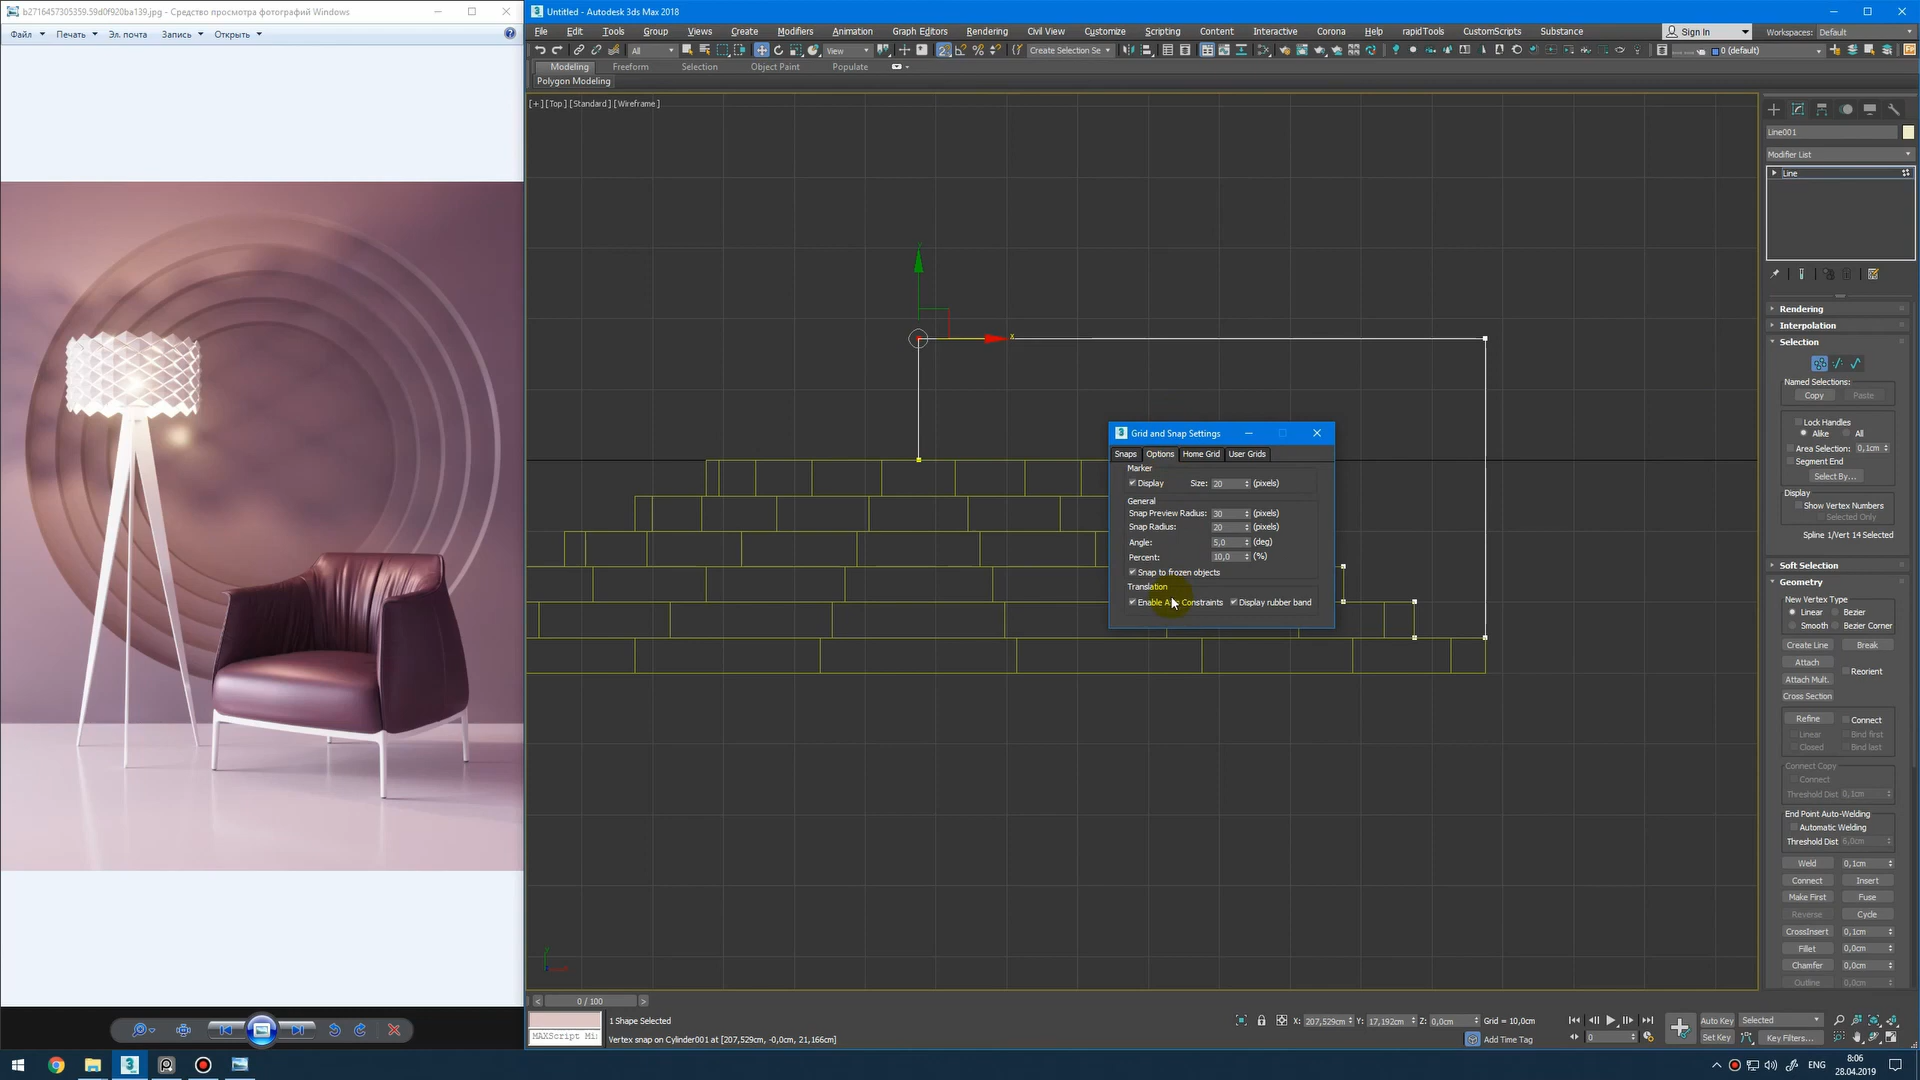 b2716457305359.59d0f920ba139.jpg - Средство просмотра фотографий Windows
Файл
Печать
Эл. почта
Запись
Открыть
Untitled - Autodesk 3ds Max 2018
File
Edit
Tools
Group
Views
Create
Modifiers
Animation
Graph Editors
Rendering
Civil View
Customize
Scripting
Content
Interactive
Corona
Help
rapidTools
CustomScripts
Substance
Sign In
Workspaces:
Default
All
View
Create Selection Se
0 (default)
Modeling
Freeform
Selection
Object Paint
Populate
Polygon Modeling
[+] [Top] [Standard] [Wireframe]
x
Grid and Snap Settings
Snaps
Options
Home Grid
User Grids
Marker
Display
Size: 20 (pixels)
General
Snap Preview Radius: 30 (pixels)
Snap Radius: 20 (pixels)
Angle: 5,0 (deg)
Percent: 10,0 (%)
Snap to frozen objects
Translation
Display rubber band
Line001
Modifier List
Line
Rendering
Interpolation
Selection
Named Selections:
Copy
Paste
Lock Handles
Alike
All
Area Selection: 0,1cm
Segment End
Select By...
Display
Show Vertex Numbers
Selected Only
Spline 1/Vert 14 Selected
Soft Selection
Geometry
New Vertex Type
Linear
Bezier
Smooth
Bezier Corner
Create Line
Break
Attach
Reorient
Attach Mult.
Cross Section
Refine
Connect
Linear
Bind first
Closed
Bind last
Connect Copy
Connect
Threshold Dist 0,1cm
End Point Auto-Welding
Automatic Welding
Threshold Dist 6,0cm
Weld
0,1cm
Connect
Insert
Make First
Fuse
Reverse
Cycle
CrossInsert
0,1cm
Fillet
0,0cm
Chamfer
0,0cm
Outline
0,0cm
0 / 100
1 Shape Selected
MAXScript Mi
Vertex snap on Cylinder001 at [207,529cm, -0,0cm, 21,166cm]
X: 207,529cm
Y: 17,192cm
Z: 0,0cm
Grid = 10,0cm
Add Time Tag
0
Auto Key
Selected
Set Key
Key Filters...
ENG
8:06
28.04.2019